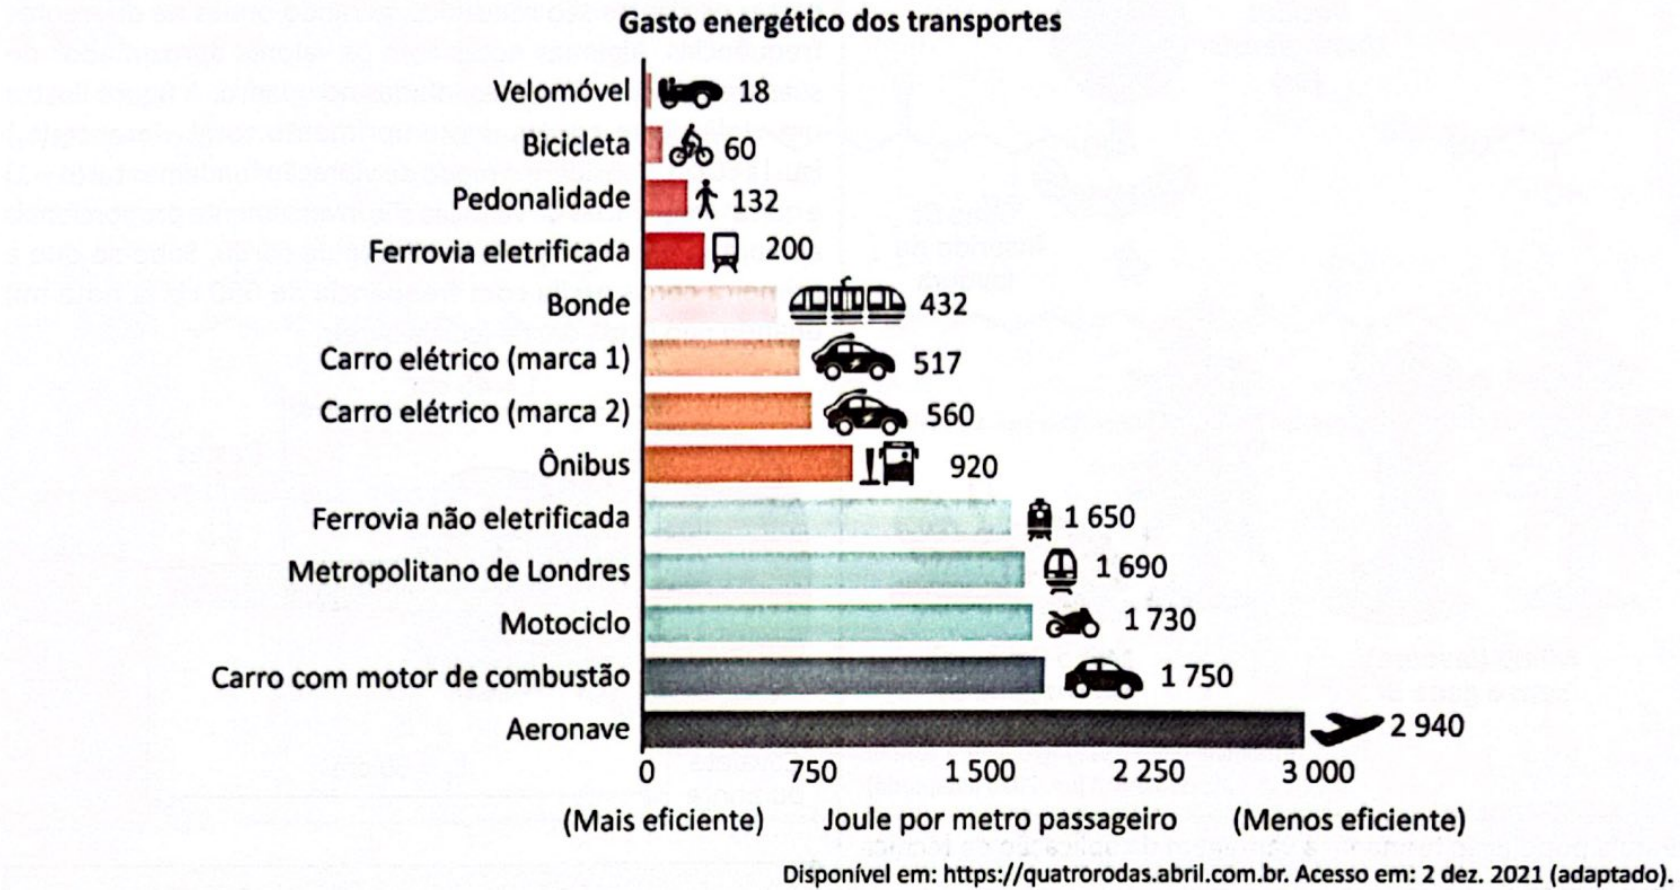 Gasto energético dos transportes
Velomóvel 18
Bicicleta 60
Pedonalidade 132
Ferrovia eletrificada 200
Bonde 432
Carro elétrico (marca 1) 517
Carro elétrico (marca 2) 560
Ônibus 920
Ferrovia não eletrificada 1 650
Metropolitano de Londres 1 690
Motociclo 1 730
Carro com motor de combustão 1 750
Aeronave 2 940
0 750 1 500 2 250 3 000
(Mais eficiente) Joule por metro passageiro (Menos eficiente)
Disponível em: https://quatrorodas.abril.com.br. Acesso em: 2 dez. 2021 (adaptado).